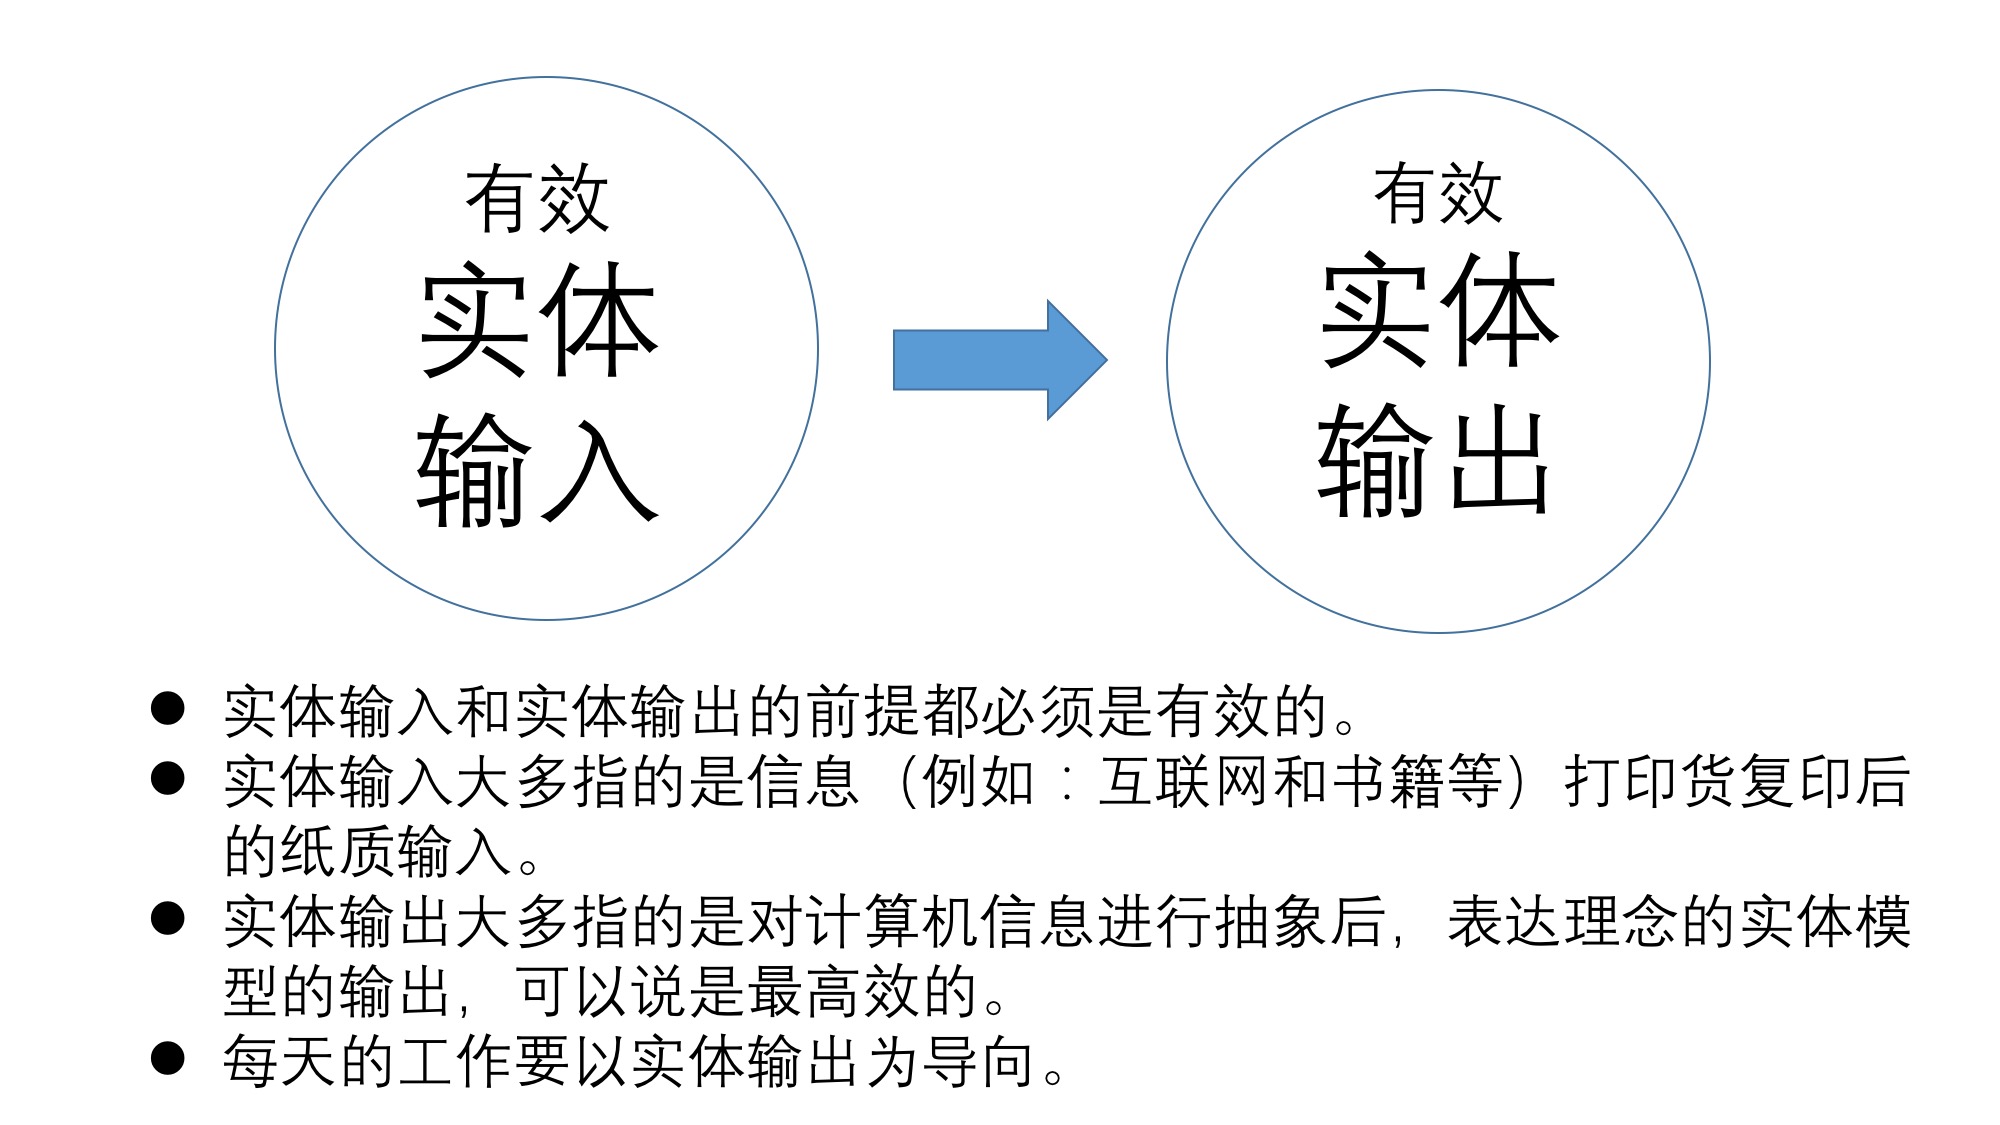 有效
实体
输入
有效
实体
输出
● 实体输入和实体输出的前提都必须是有效的。
● 实体输入大多指的是信息（例如：互联网和书籍等）打印货复印后
的纸质输入。
● 实体输出大多指的是对计算机信息进行抽象后，表达理念的实体模
型的输出，可以说是最高效的。
● 每天的工作要以实体输出为导向。